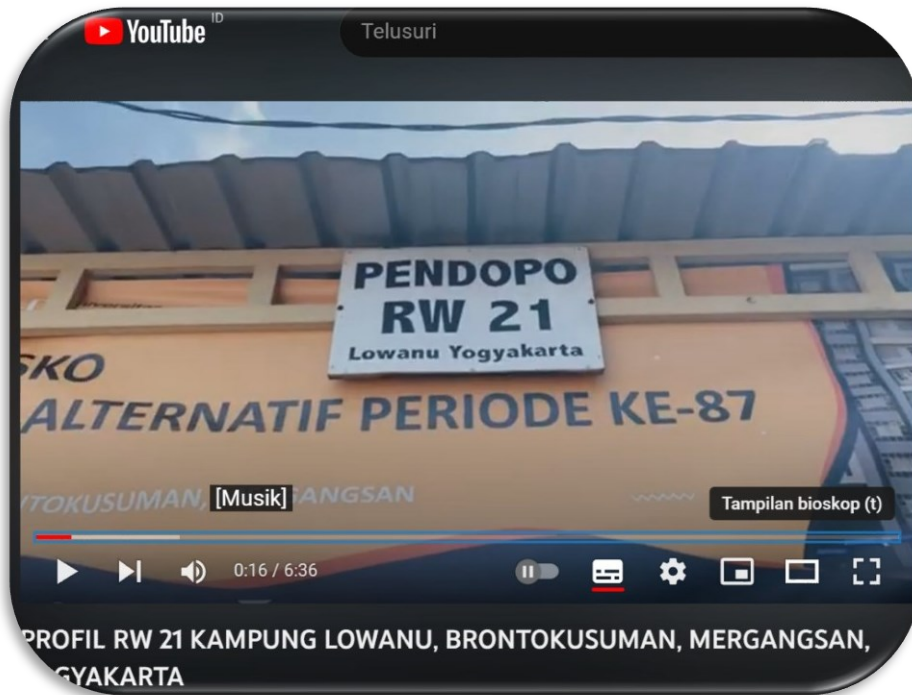 YouTube ID
Telusuri
PENDOPO
RW 21
Lowanu Yogyakarta
SKO
ALTERNATIF PERIODE KE-87
TOKUSUMAN, [Musik] GANGSAN
Tampilan bioskop (t)
0:16 / 6:36
PROFIL RW 21 KAMPUNG LOWANU, BRONTOKUSUMAN, MERGANGSAN,
GYAKARTA